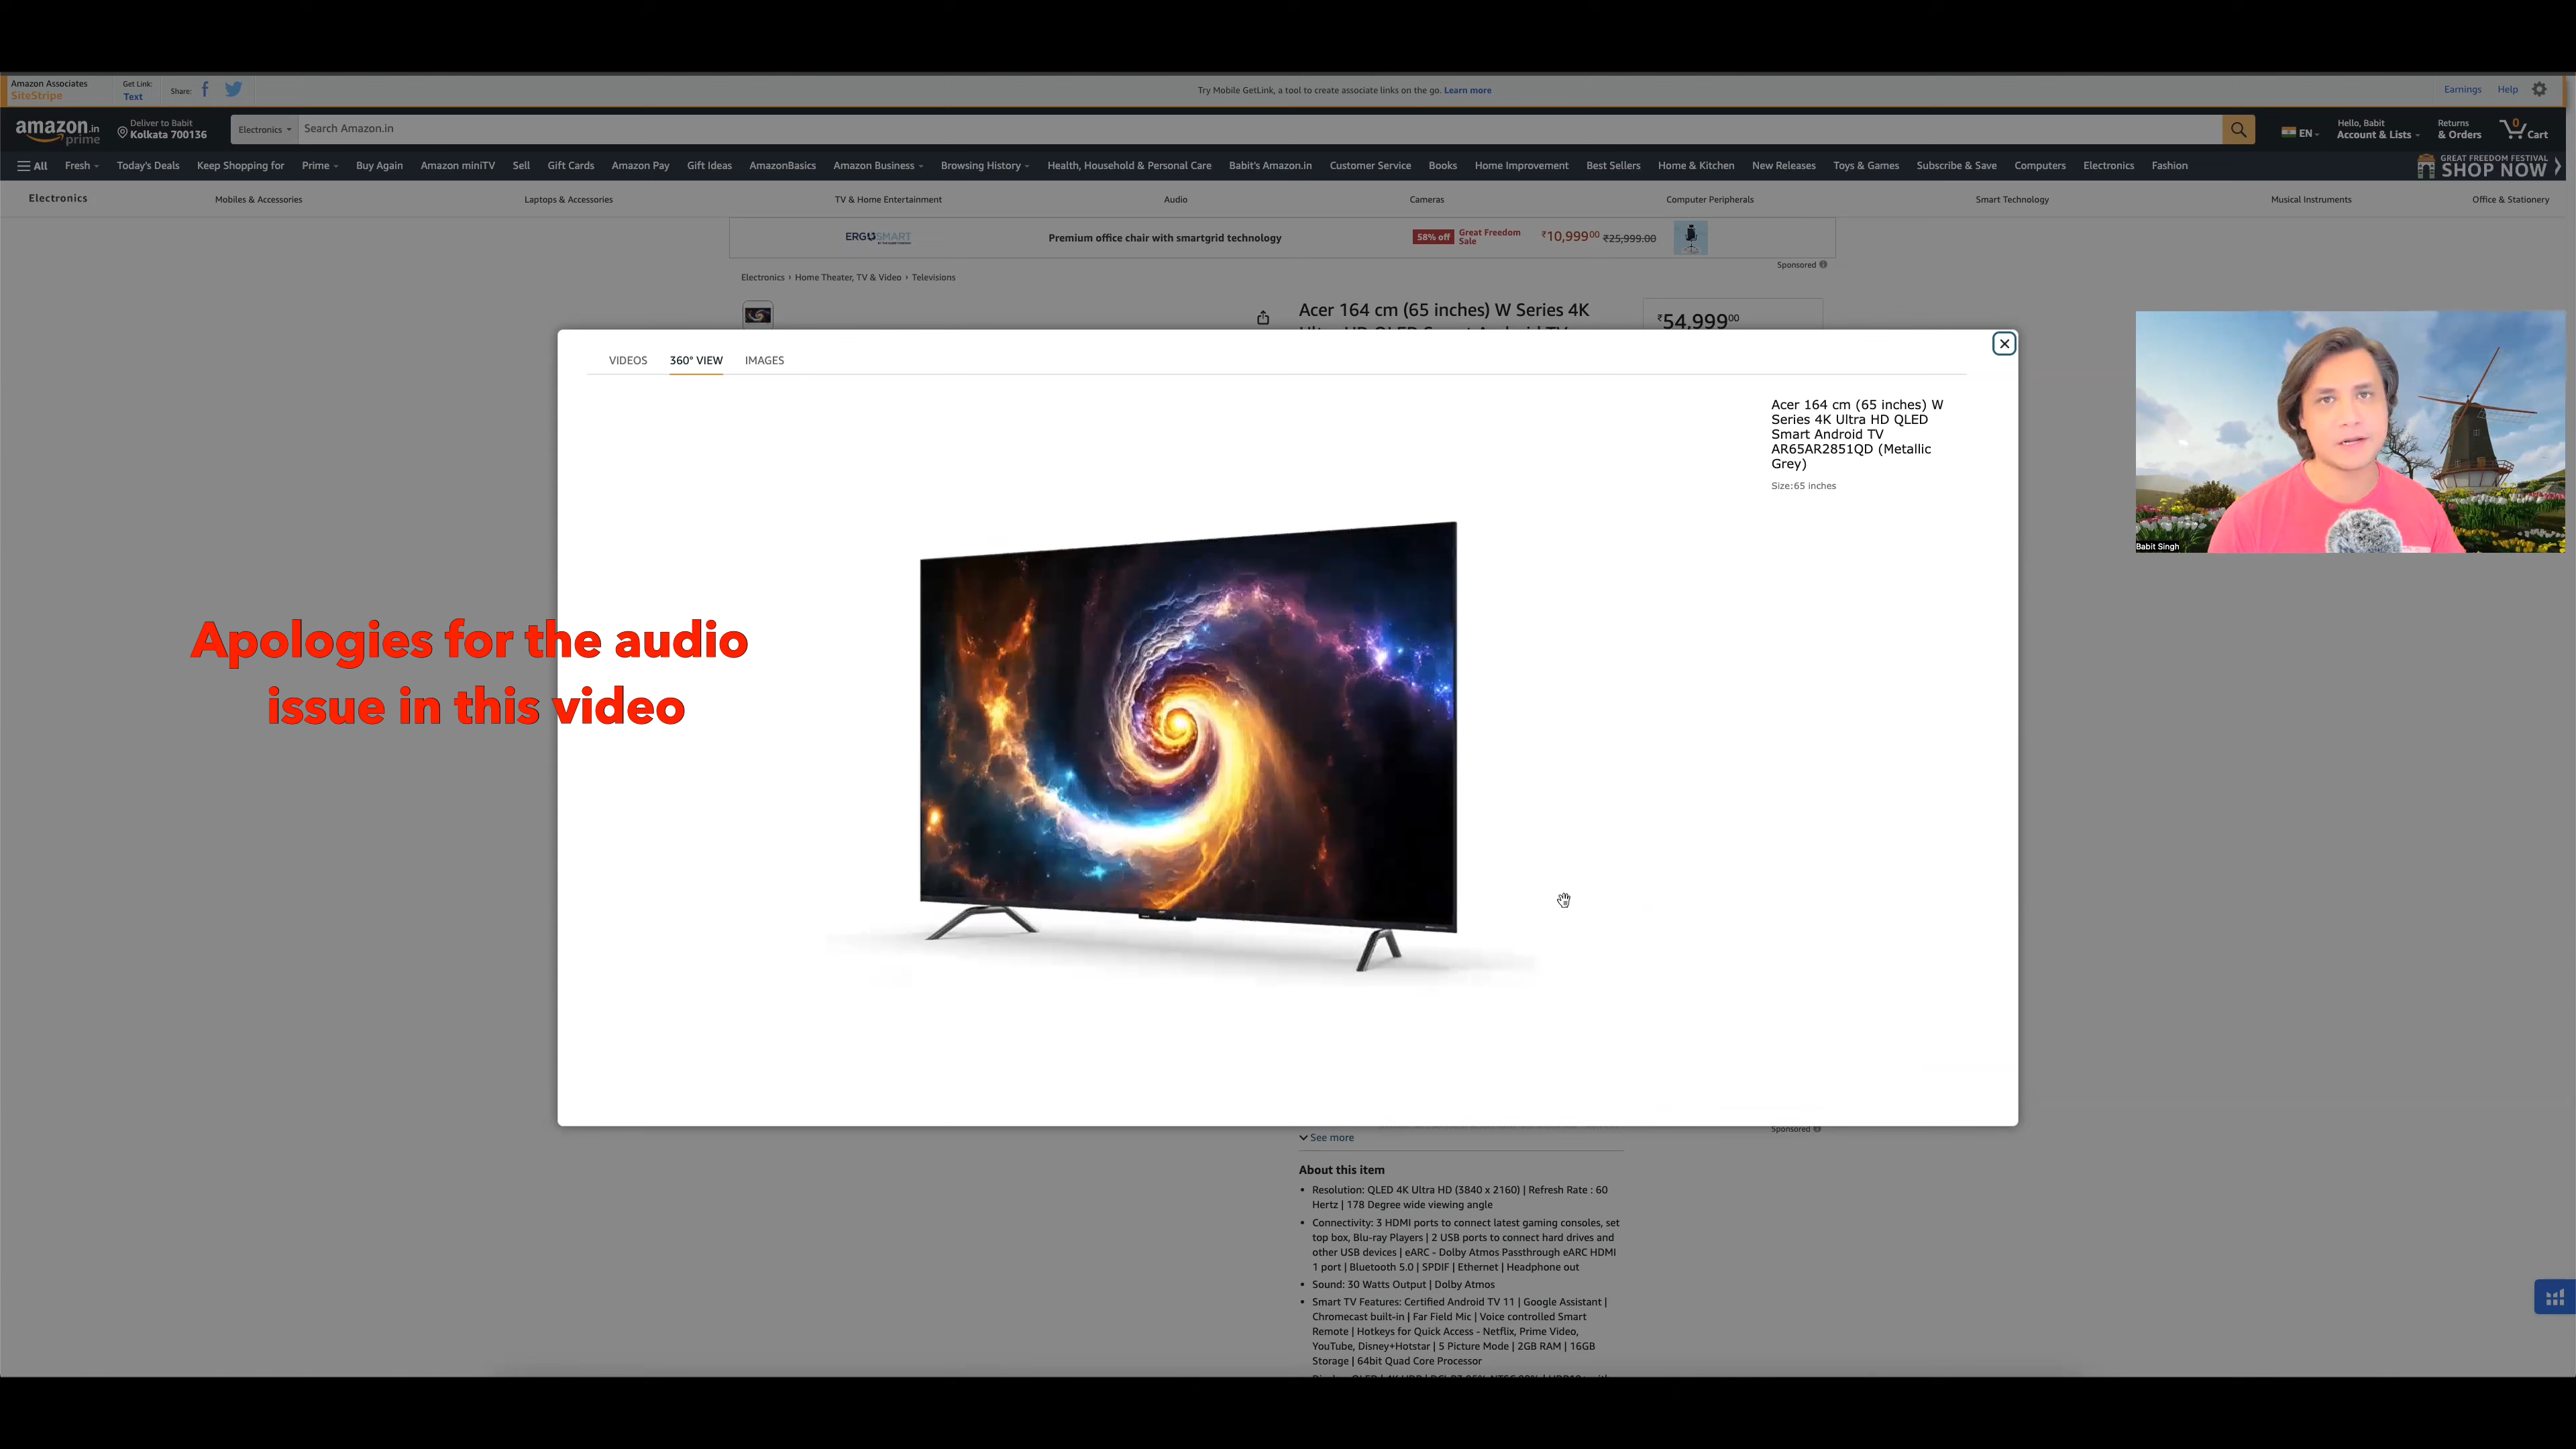 Amazon Associates
SiteStripe
Get Link:
Text
Share:
Try Mobile GetLink, a tool to create associate links on the go. Learn more
Earnings
Help
amazon.in
prime
Deliver to Babit
Kolkata 700136
Electronics
Search Amazon.in
EN
Hello, Babit
Account & Lists
Returns
& Orders
0
Cart
All
Fresh
Today's Deals
Keep Shopping for
Prime
Buy Again
Amazon miniTV
Sell
Gift Cards
Amazon Pay
Gift Ideas
AmazonBasics
Amazon Business
Browsing History
Health, Household & Personal Care
Babit's Amazon.in
Customer Service
Books
Home Improvement
Best Sellers
Home & Kitchen
New Releases
Toys & Games
Subscribe & Save
Computers
Electronics
Fashion
GREAT FREEDOM FESTIVAL
SHOP NOW
Electronics
Mobiles & Accessories
Laptops & Accessories
TV & Home Entertainment
Audio
Cameras
Computer Peripherals
Smart Technology
Musical Instruments
Office & Stationery
ERGOSMART
Premium office chair with smartgrid technology
58% off
Great Freedom
Sale
₹10,999⁰⁰ ₹25,999.00
Sponsored
Electronics › Home Theater, TV & Video › Televisions
Acer 164 cm (65 inches) W Series 4K
Ultra HD QLED Smart Android TV
₹54,999⁰⁰
VIDEOS
360° VIEW
IMAGES
Acer 164 cm (65 inches) W
Series 4K Ultra HD QLED
Smart Android TV
AR65AR2851QD (Metallic
Grey)
Size:65 inches
Babit Singh
Apologies for the audio
issue in this video
Sponsored
See more
About this item
• Resolution: QLED 4K Ultra HD (3840 x 2160) | Refresh Rate : 60
Hertz | 178 Degree wide viewing angle
• Connectivity: 3 HDMI ports to connect latest gaming consoles, set
top box, Blu-ray Players | 2 USB ports to connect hard drives and
other USB devices | eARC - Dolby Atmos Passthrough eARC HDMI
1 port | Bluetooth 5.0 | SPDIF | Ethernet | Headphone out
• Sound: 30 Watts Output | Dolby Atmos
• Smart TV Features: Certified Android TV 11 | Google Assistant |
Chromecast built-in | Far Field Mic | Voice controlled Smart
Remote | Hotkeys for Quick Access - Netflix, Prime Video,
YouTube, Disney+Hotstar | 5 Picture Mode | 2GB RAM | 16GB
Storage | 64bit Quad Core Processor